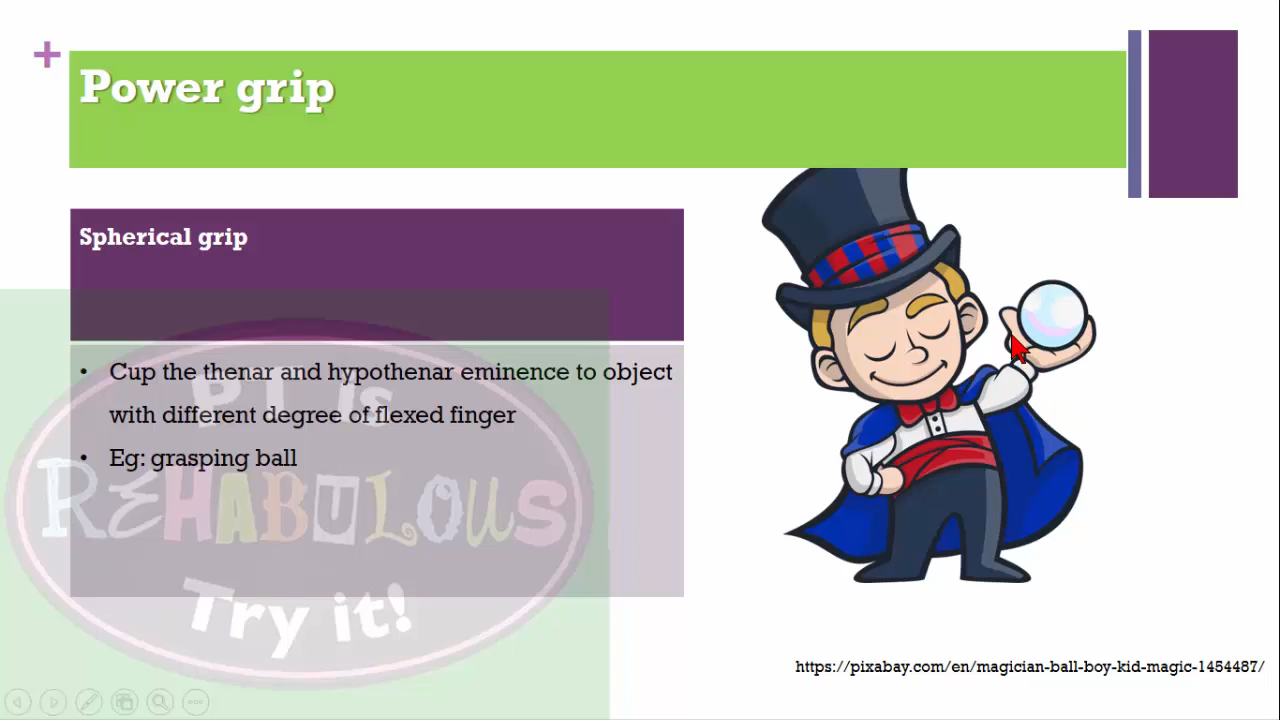 Power grip
Spherical grip
• Cup the thenar and hypothenar eminence to object
with different degree of flexed finger
• Eg: grasping ball
PT is
REHABULOUS
Try it!
https://pixabay.com/en/magician-ball-boy-kid-magic-1454487/